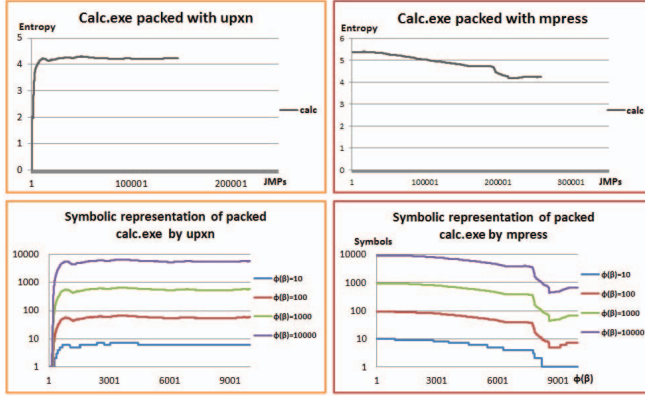 Calc.exe packed with upxn
Entropy
5
4
3
2
1
0
calc
1 100001 200001 JMPs
Calc.exe packed with mpress
Entropy
6
5
4
3
2
1
0
calc
1 100001 200001 300001 JMPs
Symbolic representation of packed
calc.exe by upxn
10000
1000
100
10
1
ϕ(β)=10
ϕ(β)=100
ϕ(β)=1000
ϕ(β)=10000
1 3001 6001 9001
Symbolic representation of packed
calc.exe by mpress
Symbols
10000
1000
100
10
1
ϕ(β)=10
ϕ(β)=100
ϕ(β)=1000
ϕ(β)=10000
1 3001 6001 9001 ϕ(β)